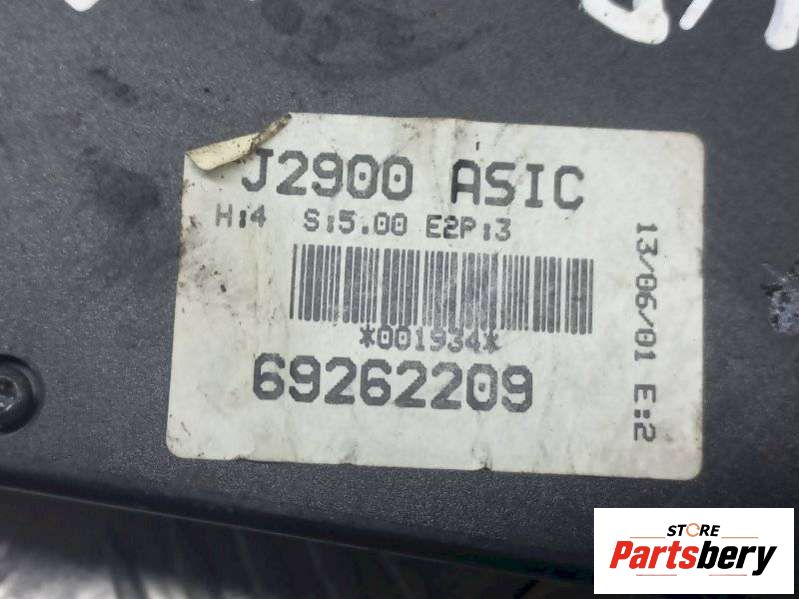 J2900 ASIC
H:4 S:5.00 E2P:3
*001934*
69262209
13/06/01 E:2
STORE
Partsbery